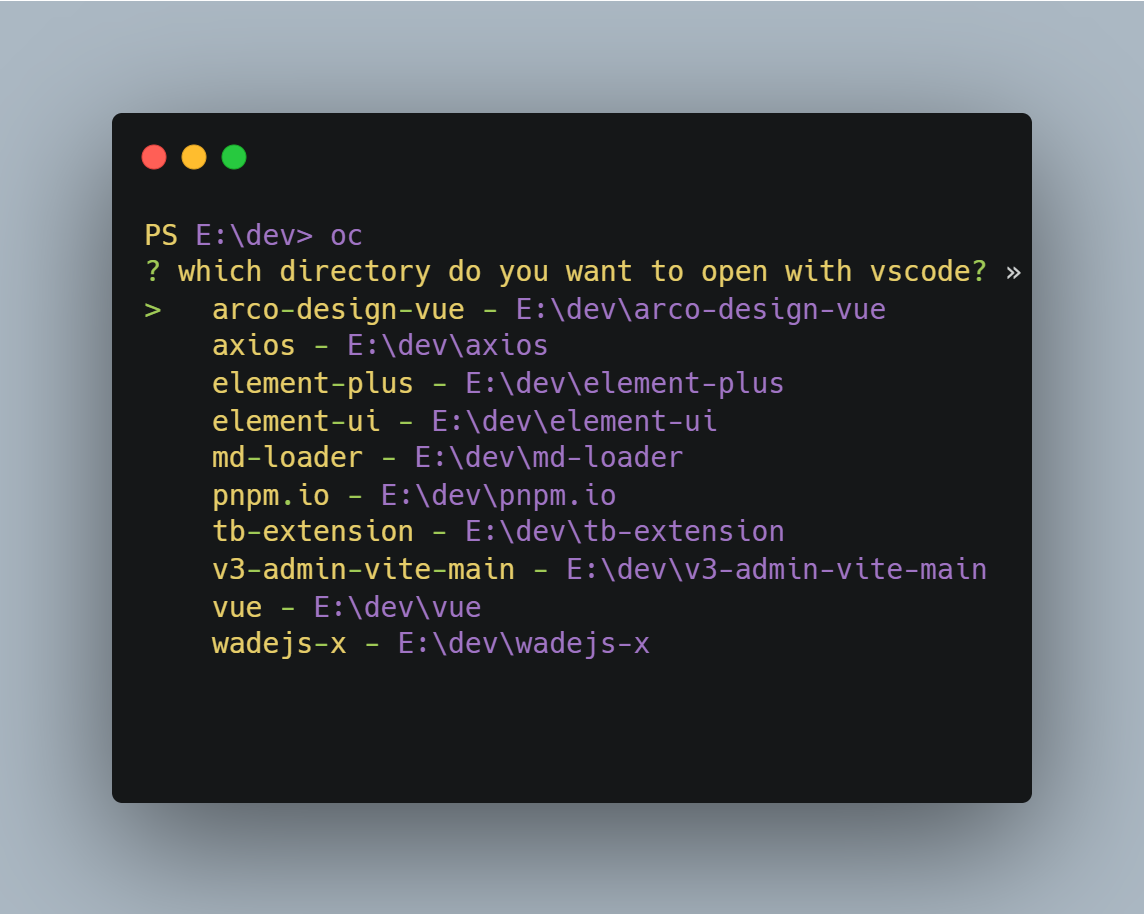 PS E:\dev> oc
? which directory do you want to open with vscode? »
>   arco-design-vue - E:\dev\arco-design-vue
    axios - E:\dev\axios
    element-plus - E:\dev\element-plus
    element-ui - E:\dev\element-ui
    md-loader - E:\dev\md-loader
    pnpm.io - E:\dev\pnpm.io
    tb-extension - E:\dev\tb-extension
    v3-admin-vite-main - E:\dev\v3-admin-vite-main
    vue - E:\dev\vue
    wadejs-x - E:\dev\wadejs-x